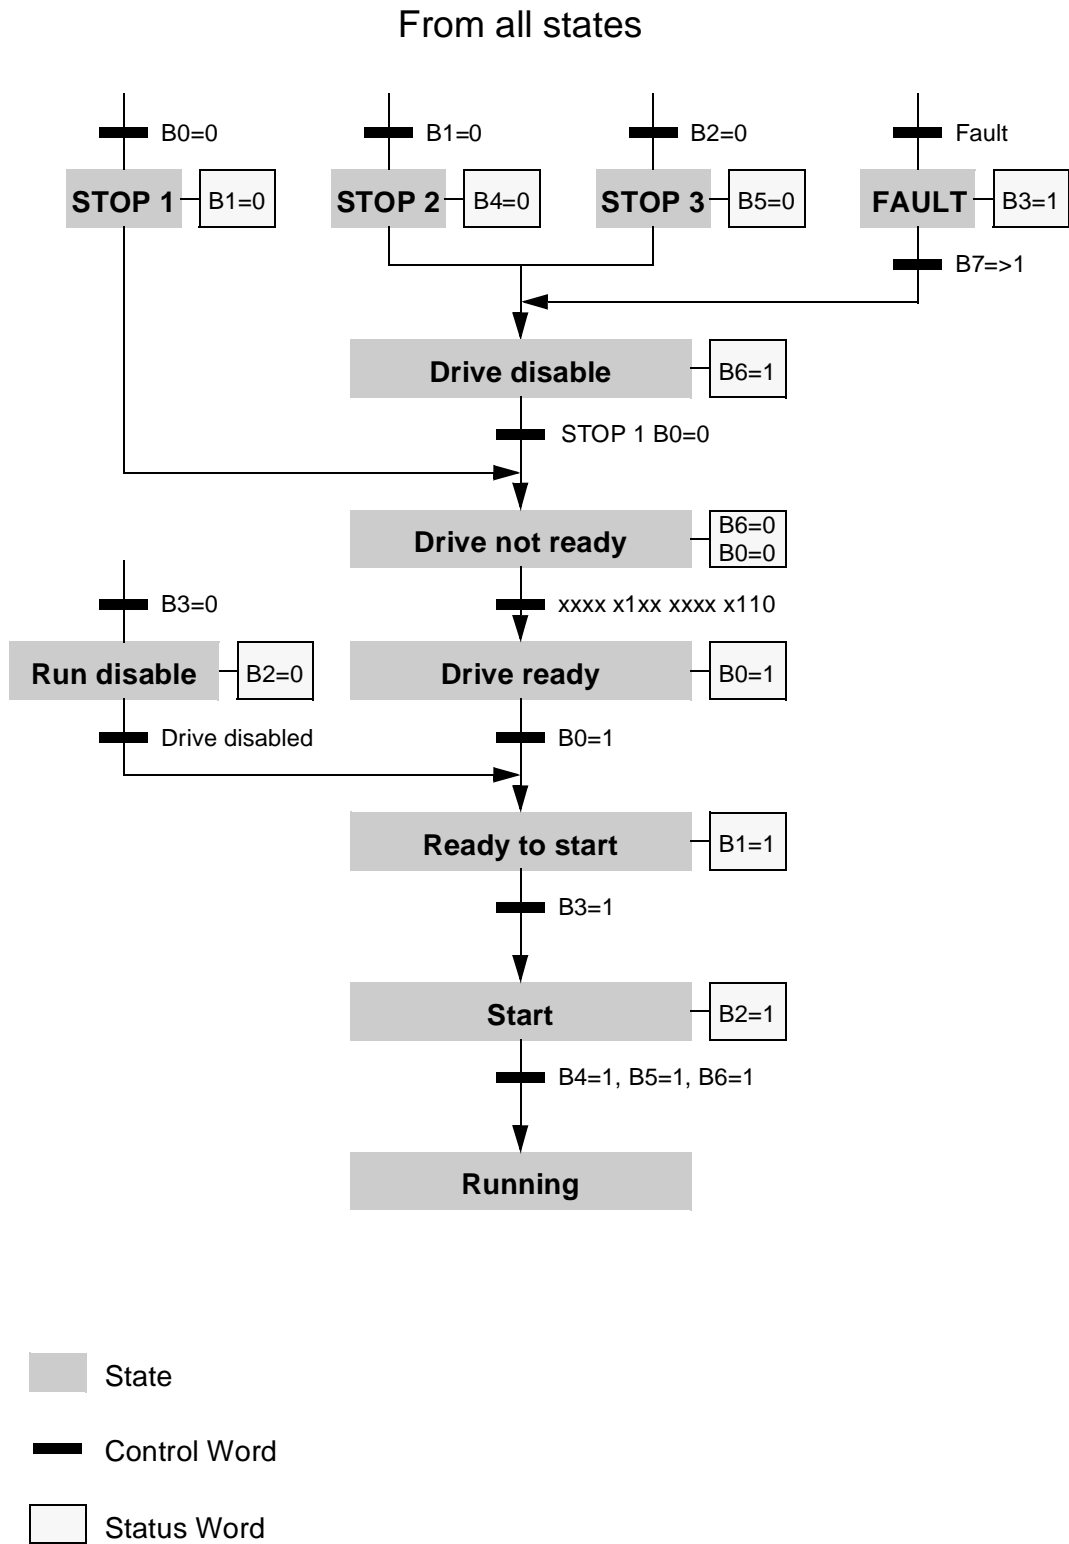 From all states
B0=0
B1=0
B2=0
Fault
STOP 1
B1=0
STOP 2
B4=0
STOP 3
B5=0
FAULT
B3=1
B7=>1
Drive disable
B6=1
STOP 1 B0=0
Drive not ready
B6=0
B0=0
B3=0
xxxx x1xx xxxx x110
Run disable
B2=0
Drive ready
B0=1
Drive disabled
B0=1
Ready to start
B1=1
B3=1
Start
B2=1
B4=1, B5=1, B6=1
Running
State
Control Word
Status Word